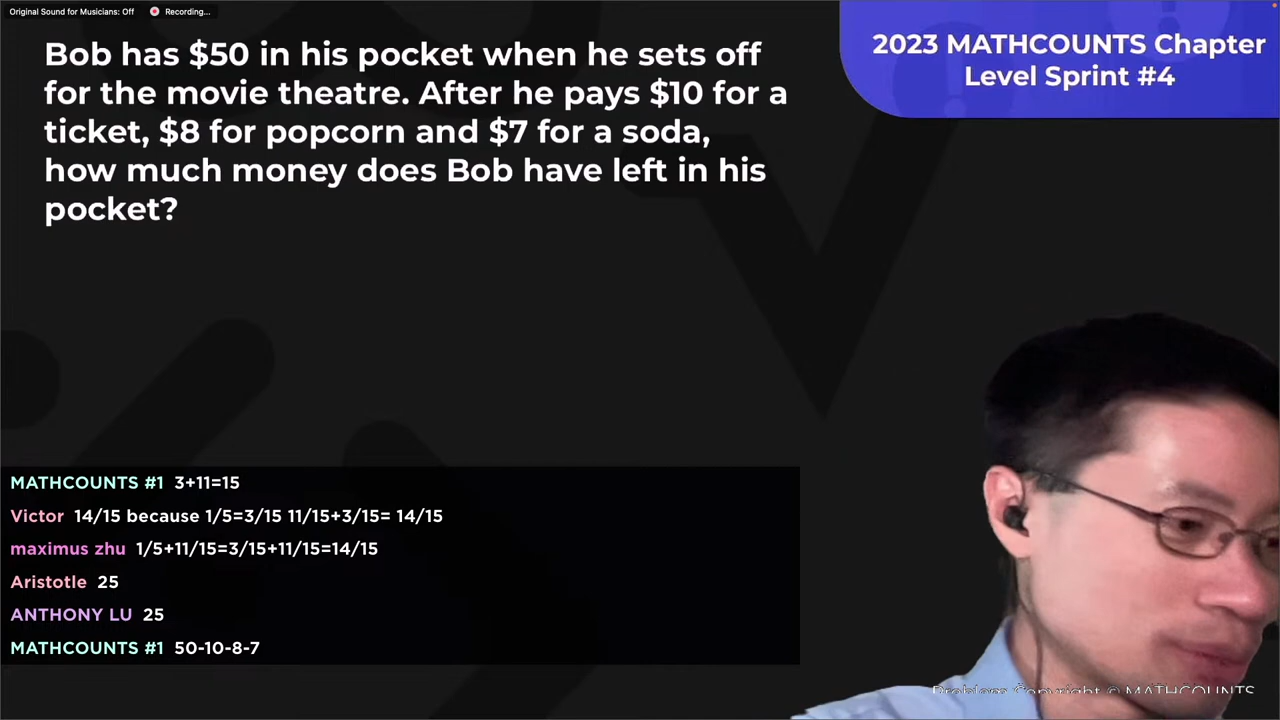 Original Sound for Musicians: Off Recording...
Bob has $50 in his pocket when he sets off
for the movie theatre. After he pays $10 for a
ticket, $8 for popcorn and $7 for a soda,
how much money does Bob have left in his
pocket?
2023 MATHCOUNTS Chapter
Level Sprint #4
MATHCOUNTS #1 3+11=15
Victor 14/15 because 1/5=3/15 11/15+3/15= 14/15
maximus zhu 1/5+11/15=3/15+11/15=14/15
Aristotle 25
ANTHONY LU 25
MATHCOUNTS #1 50-10-8-7
Problem Copyright © MATHCOUNTS